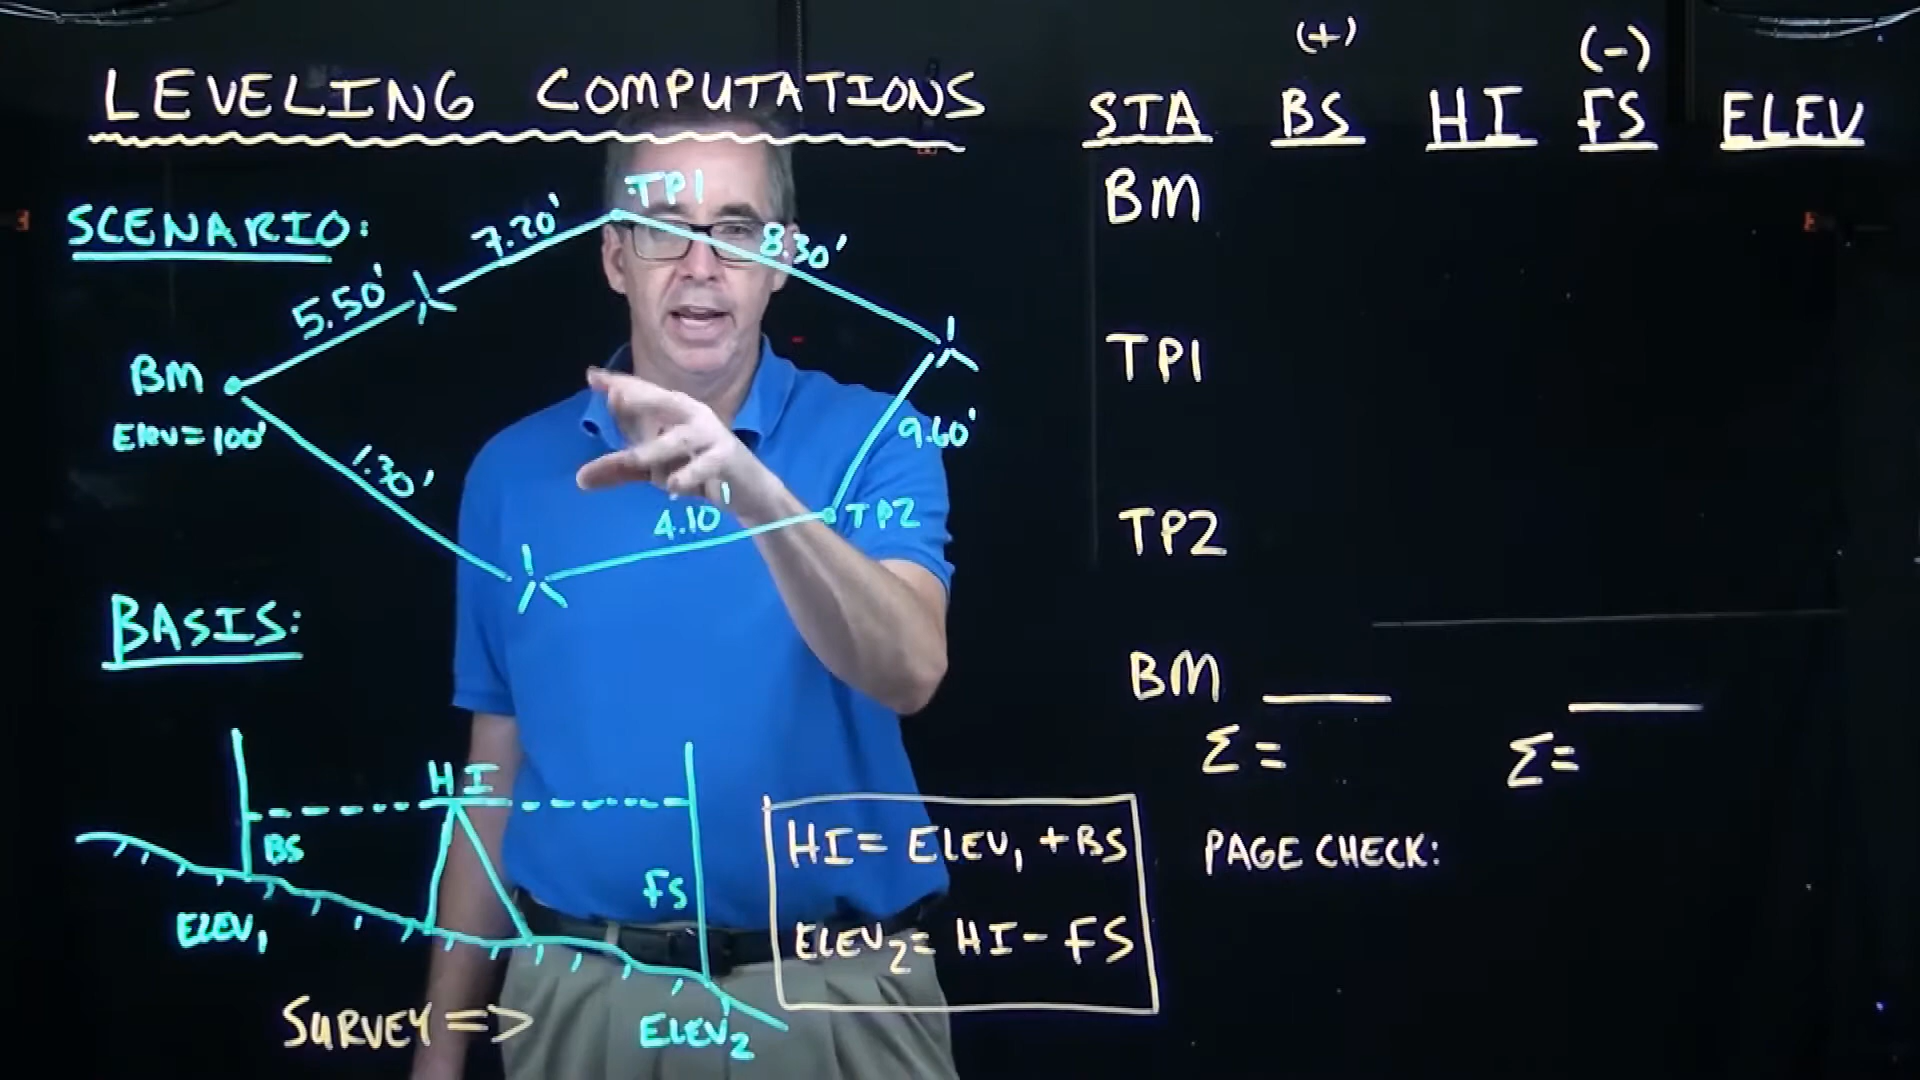 LEVELING COMPUTATIONS
SCENARIO:
TP1
7.20'
8.30'
5.50'
BM
Elev=100'
9.60'
1.30'
4.10'
TP2
BASIS:
HI
BS
FS
ELEV1
SURVEY =>
ELEV2
HI= ELEV1 +BS
ELEV2= HI- FS
(+) (-)
STA BS HI FS ELEV
BM
TP1
TP2
BM
Σ= Σ=
PAGE CHECK: